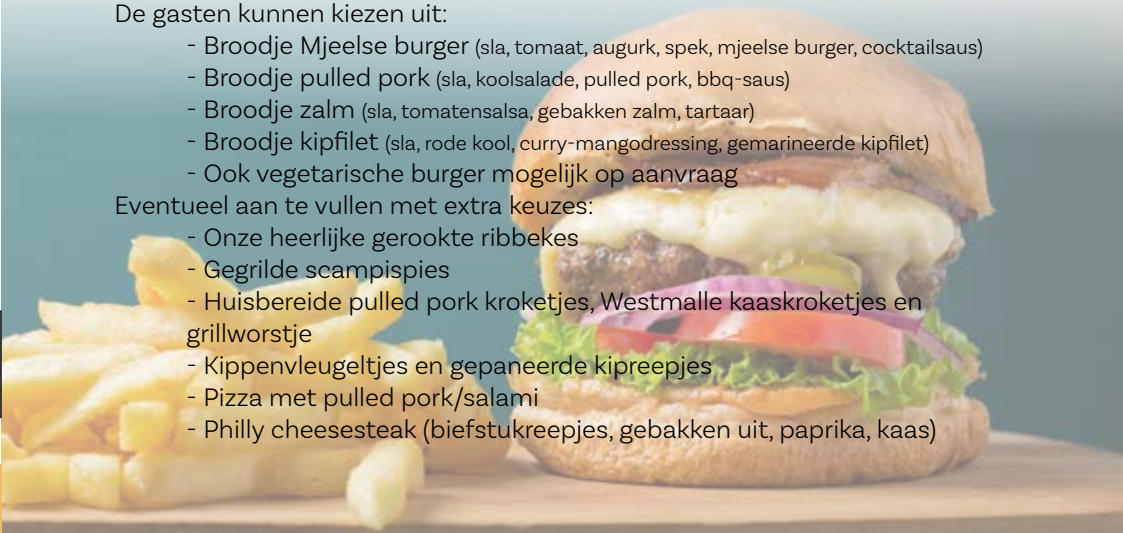 De gasten kunnen kiezen uit:
- Broodje Mjeelse burger (sla, tomaat, augurk, spek, mjeelse burger, cocktailsaus)
- Broodje pulled pork (sla, koolsalade, pulled pork, bbq-saus)
- Broodje zalm (sla, tomatensalsa, gebakken zalm, tartaar)
- Broodje kipfilet (sla, rode kool, curry-mangodressing, gemarineerde kipfilet)
- Ook vegetarische burger mogelijk op aanvraag
Eventueel aan te vullen met extra keuzes:
- Onze heerlijke gerookte ribbekes
- Gegrilde scampispies
- Huisbereide pulled pork kroketjes, Westmalle kaaskroketjes en
grillworstje
- Kippenvleugeltjes en gepaneerde kipreepjes
- Pizza met pulled pork/salami
- Philly cheesesteak (biefstukreepjes, gebakken uit, paprika, kaas)